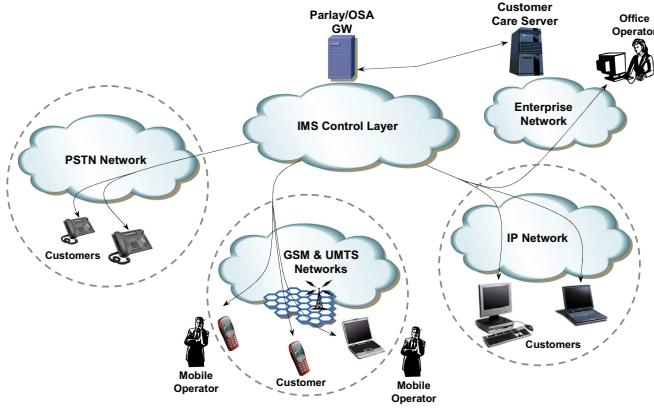 Parlay/OSA
GW
Customer
Care Server
Office
Operator
IMS Control Layer
Enterprise
Network
PSTN Network
Customers
GSM & UMTS
Networks
IP Network
Customers
Mobile
Operator
Customer
Mobile
Operator